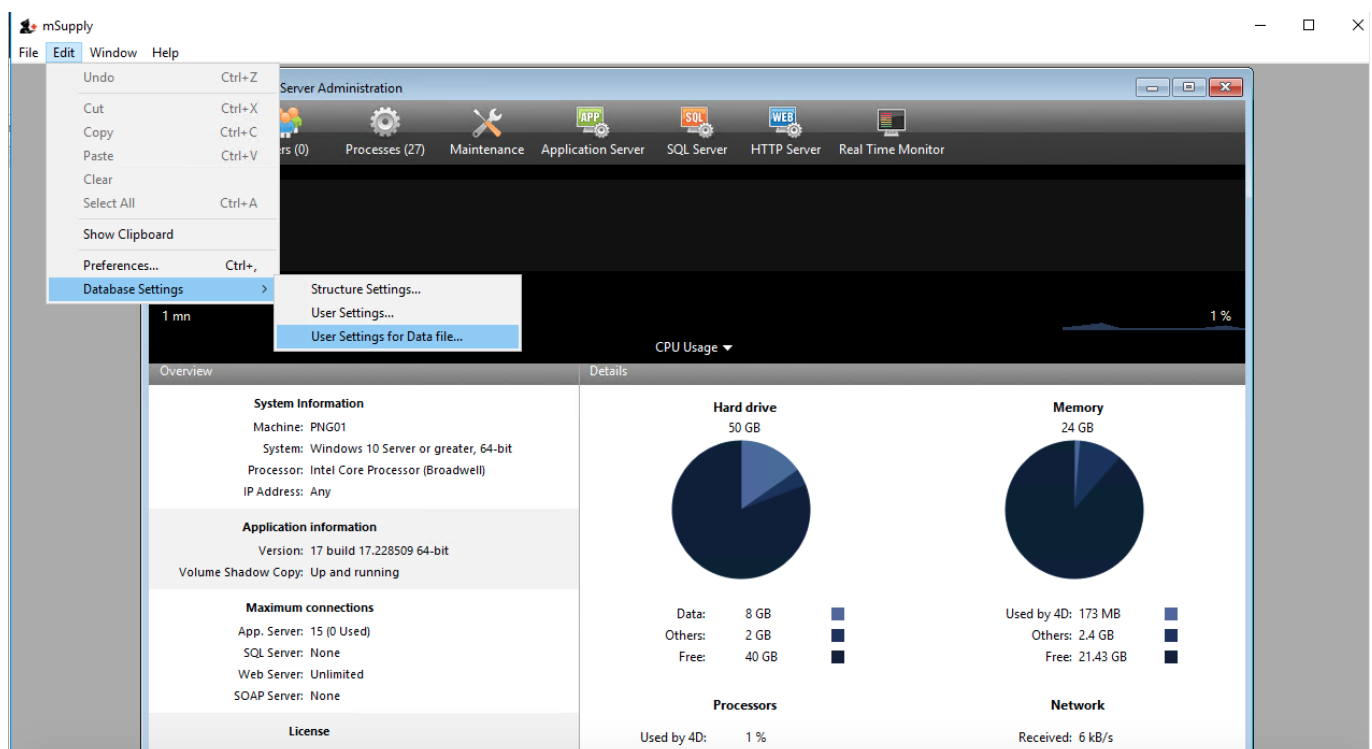 mSupply
File Edit Window Help
Undo Ctrl+Z
Cut Ctrl+X
Copy Ctrl+C
Paste Ctrl+V
Clear
Select All Ctrl+A
Show Clipboard
Preferences... Ctrl+,
Database Settings >
Structure Settings...
User Settings...
User Settings for Data file...
Server Administration
rs (0) Processes (27) Maintenance Application Server SQL Server HTTP Server Real Time Monitor
APP SQL WEB
1 mn 1 %
CPU Usage
Overview
System Information
Machine: PNG01
System: Windows 10 Server or greater, 64-bit
Processor: Intel Core Processor (Broadwell)
IP Address: Any
Application information
Version: 17 build 17.228509 64-bit
Volume Shadow Copy: Up and running
Maximum connections
App. Server: 15 (0 Used)
SQL Server: None
Web Server: Unlimited
SOAP Server: None
License
Details
Hard drive
50 GB
Data: 8 GB
Others: 2 GB
Free: 40 GB
Memory
24 GB
Used by 4D: 173 MB
Others: 2.4 GB
Free: 21.43 GB
Processors
Used by 4D: 1 %
Network
Received: 6 kB/s